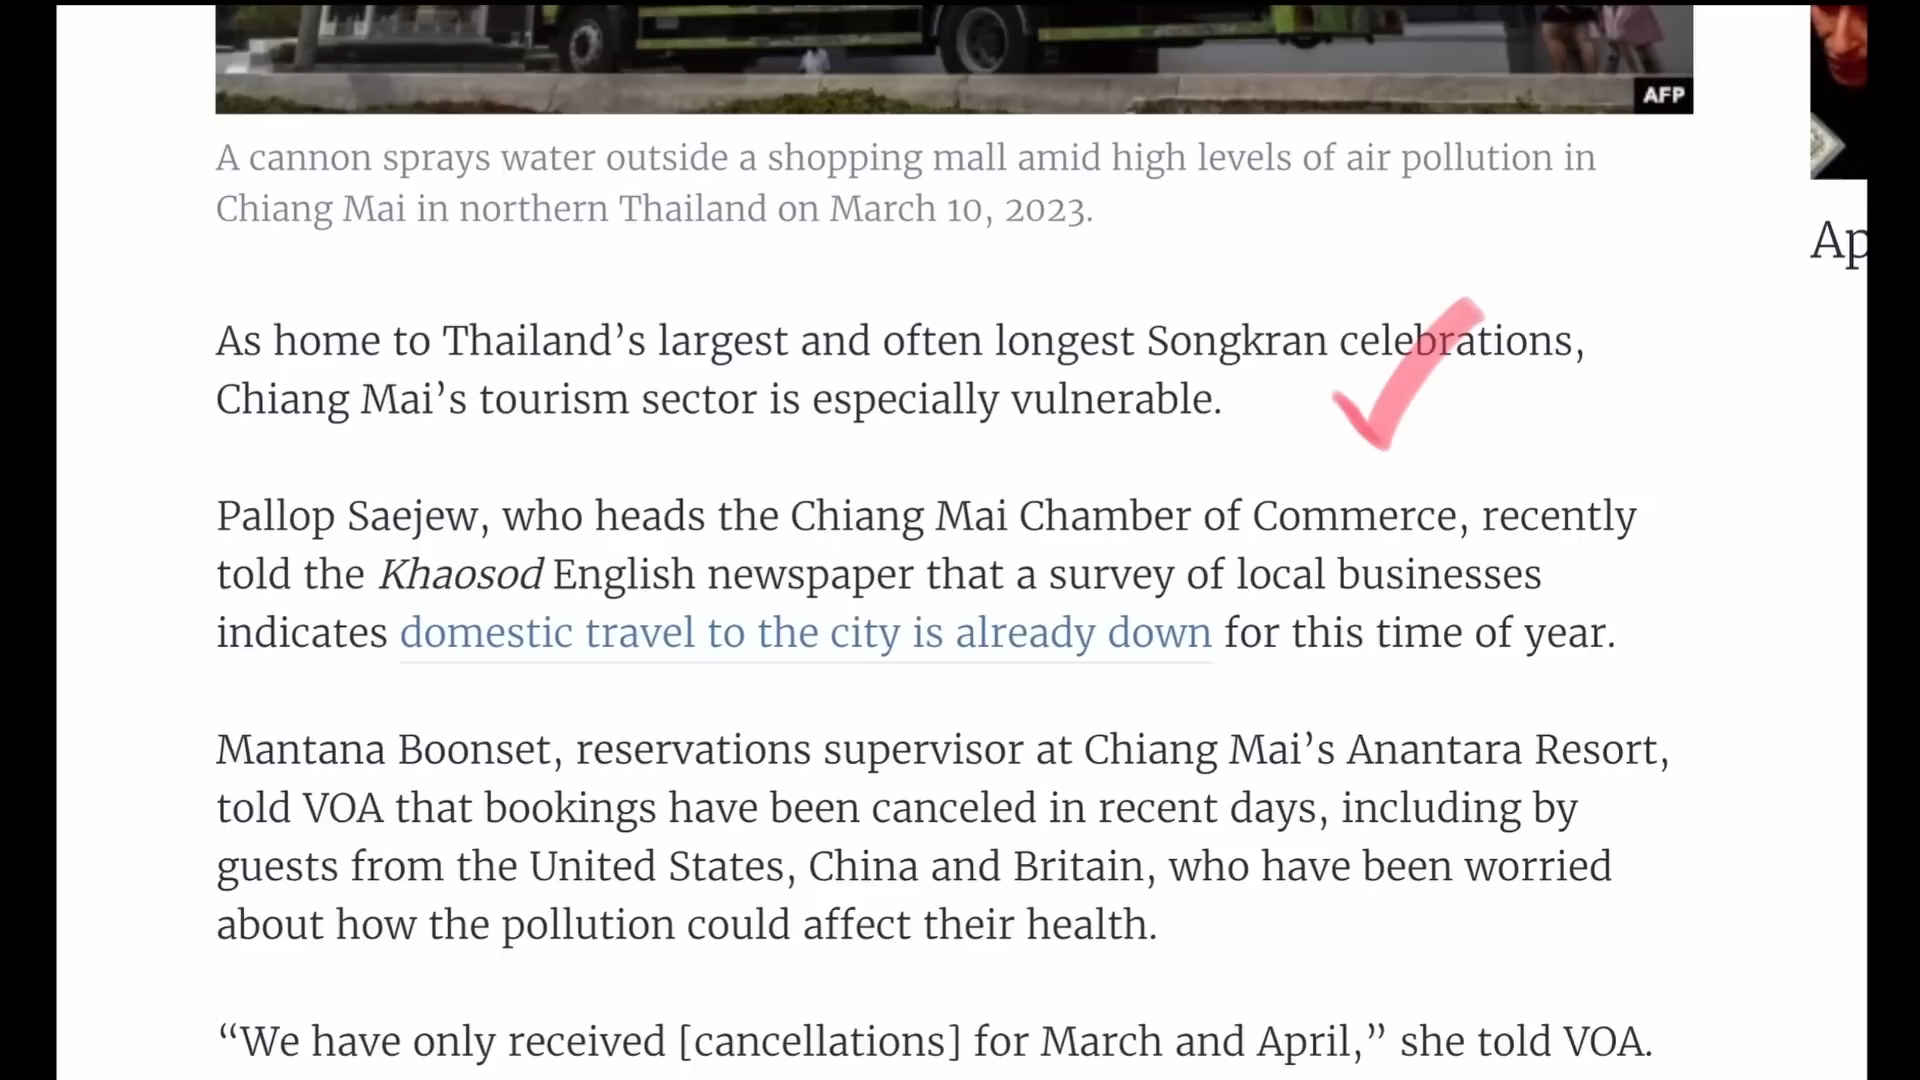 AFP
A cannon sprays water outside a shopping mall amid high levels of air pollution in
Chiang Mai in northern Thailand on March 10, 2023.
Ap
As home to Thailand’s largest and often longest Songkran celebrations,
Chiang Mai’s tourism sector is especially vulnerable.
Pallop Saejew, who heads the Chiang Mai Chamber of Commerce, recently
told the Khaosod English newspaper that a survey of local businesses
indicates domestic travel to the city is already down for this time of year.
Mantana Boonset, reservations supervisor at Chiang Mai’s Anantara Resort,
told VOA that bookings have been canceled in recent days, including by
guests from the United States, China and Britain, who have been worried
about how the pollution could affect their health.
“We have only received [cancellations] for March and April,” she told VOA.